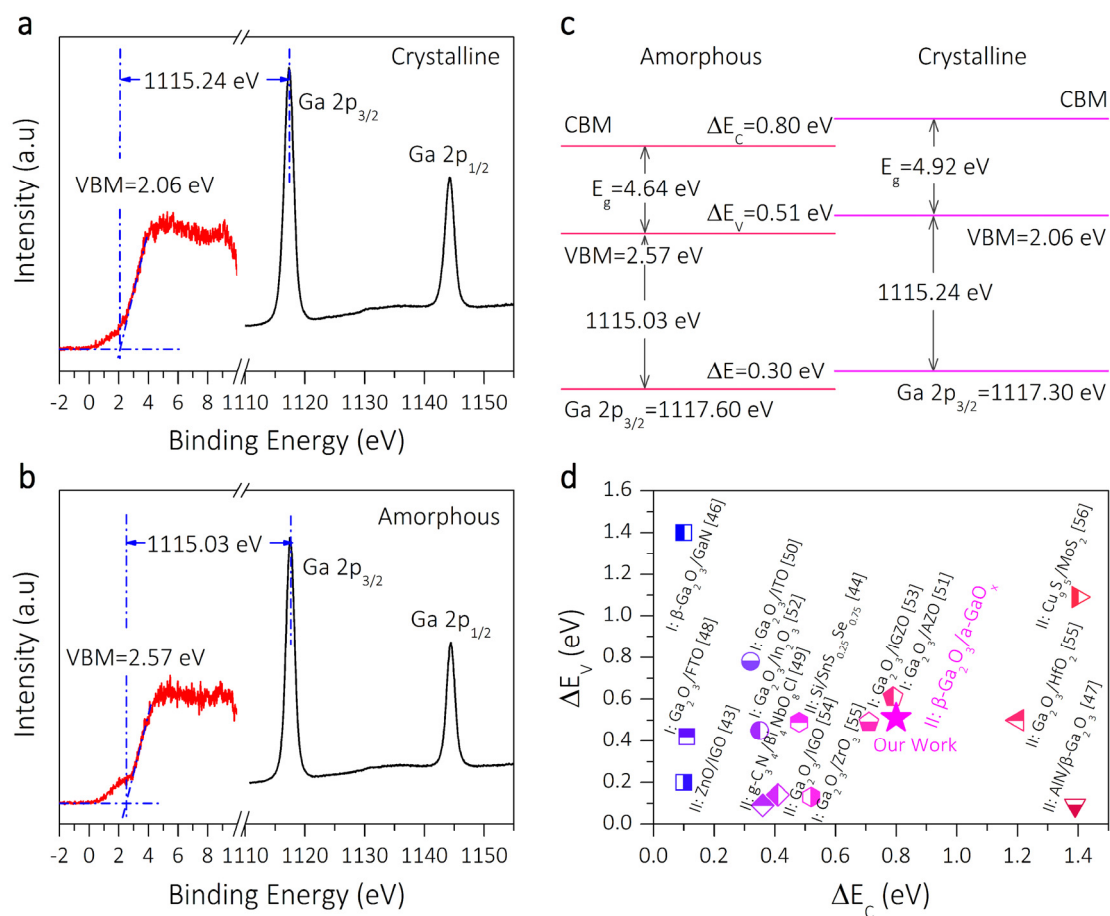 a
Crystalline
1115.24 eV
Ga 2p3/2
Ga 2p1/2
VBM=2.06 eV
Intensity (a.u)
-2 0 2 4 6 8 1110 1120 1130 1140 1150
Binding Energy (eV)
b
Amorphous
1115.03 eV
Ga 2p3/2
Ga 2p1/2
VBM=2.57 eV
Intensity (a.u)
-2 0 2 4 6 8 1110 1120 1130 1140 1150
Binding Energy (eV)
c
Amorphous
Crystalline
CBM
CBM
ΔEC=0.80 eV
Eg=4.64 eV
Eg=4.92 eV
ΔEV=0.51 eV
VBM=2.57 eV
VBM=2.06 eV
1115.03 eV
1115.24 eV
ΔE=0.30 eV
Ga 2p3/2=1117.60 eV
Ga 2p3/2=1117.30 eV
d
1.6
1.4
1.2
1.0
0.8
0.6
0.4
0.2
0.0
ΔEV (eV)
I: β-Ga2O3/GaN [46]
I: Ga2O3/FTO [48]
II: ZnO/IGO [43]
I: Ga2O3/ITO [50]
I: Ga2O3/In2O3 [52]
II: g-C3N4/Bi4NbO8Cl [49]
II: Si/SnS0.25Se0.75 [44]
II: Ga2O3/IGO [54]
I: Ga2O3/ZrO3 [55]
I: Ga2O3/IGZO [53]
I: Ga2O3/AZO [51]
II: β-Ga2O3/a-GaOx
Our Work
II: Cu9S5/MoS2 [56]
II: Ga2O3/HfO2 [55]
II: AlN/β-Ga2O3 [47]
0.0 0.2 0.4 0.6 0.8 1.0 1.2 1.4
ΔEC (eV)